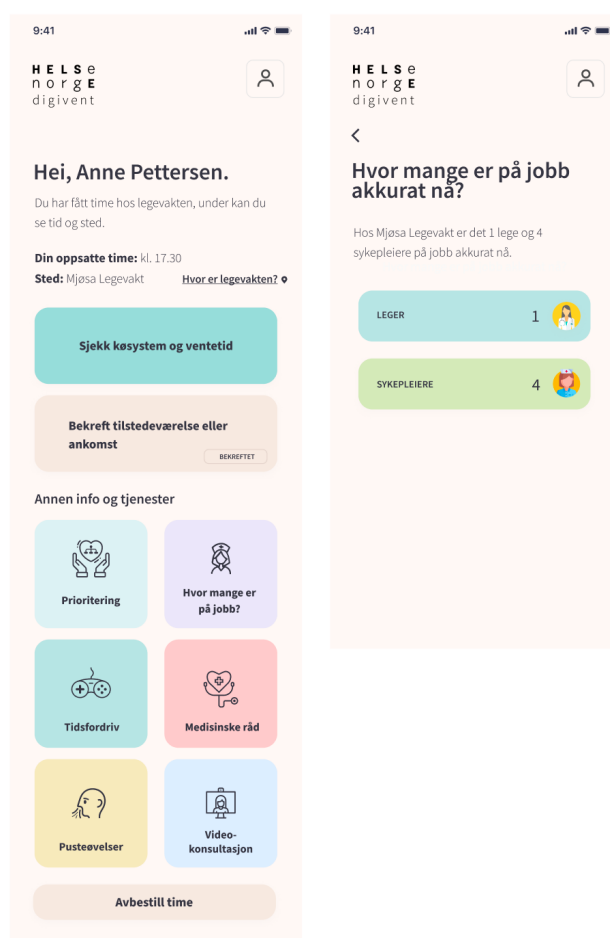 9:41
HELSe
norgE
digivent
Hei, Anne Pettersen.
Du har fått time hos legevakten, under kan du
se tid og sted.
Din oppsatte time: kl. 17.30
Sted: Mjøsa Legevakt
Hvor er legevakten?
Sjekk køsystem og ventetid
Bekreft tilstedeværelse eller
ankomst
BEKREFTET
Annen info og tjenester
Prioritering
Hvor mange er
på jobb?
Tidsfordriv
Medisinske råd
Pusteøvelser
Video-
konsultasjon
Avbestill time
9:41
HELSe
norgE
digivent
Hvor mange er på jobb
akkurat nå?
Hos Mjøsa Legevakt er det 1 lege og 4
sykepleiere på jobb akkurat nå.
LEGER 1
SYKEPLEIERE 4